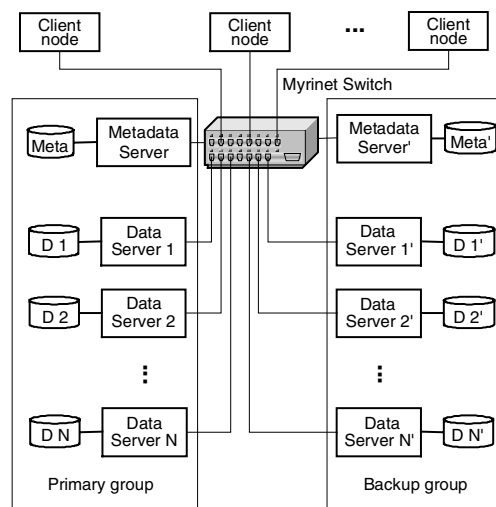 Client node
Client node
...
Client node
Myrinet Switch
Meta
Metadata Server
Metadata Server'
Meta'
D 1
Data Server 1
Data Server 1'
D 1'
D 2
Data Server 2
Data Server 2'
D 2'
...
...
D N
Data Server N
Data Server N'
D N'
Primary group
Backup group